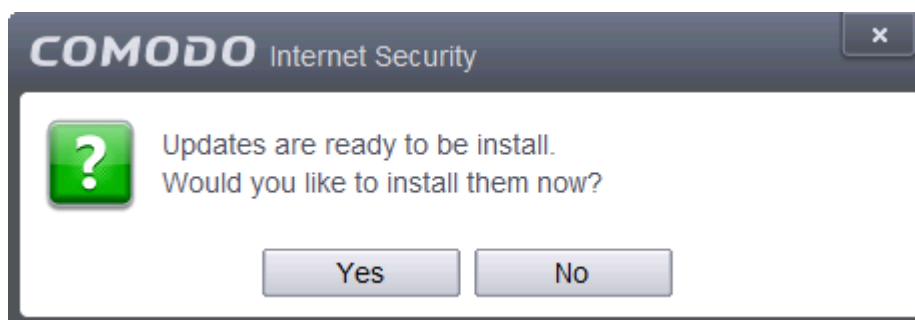 COMODO Internet Security
Updates are ready to be install.
Would you like to install them now?
Yes No